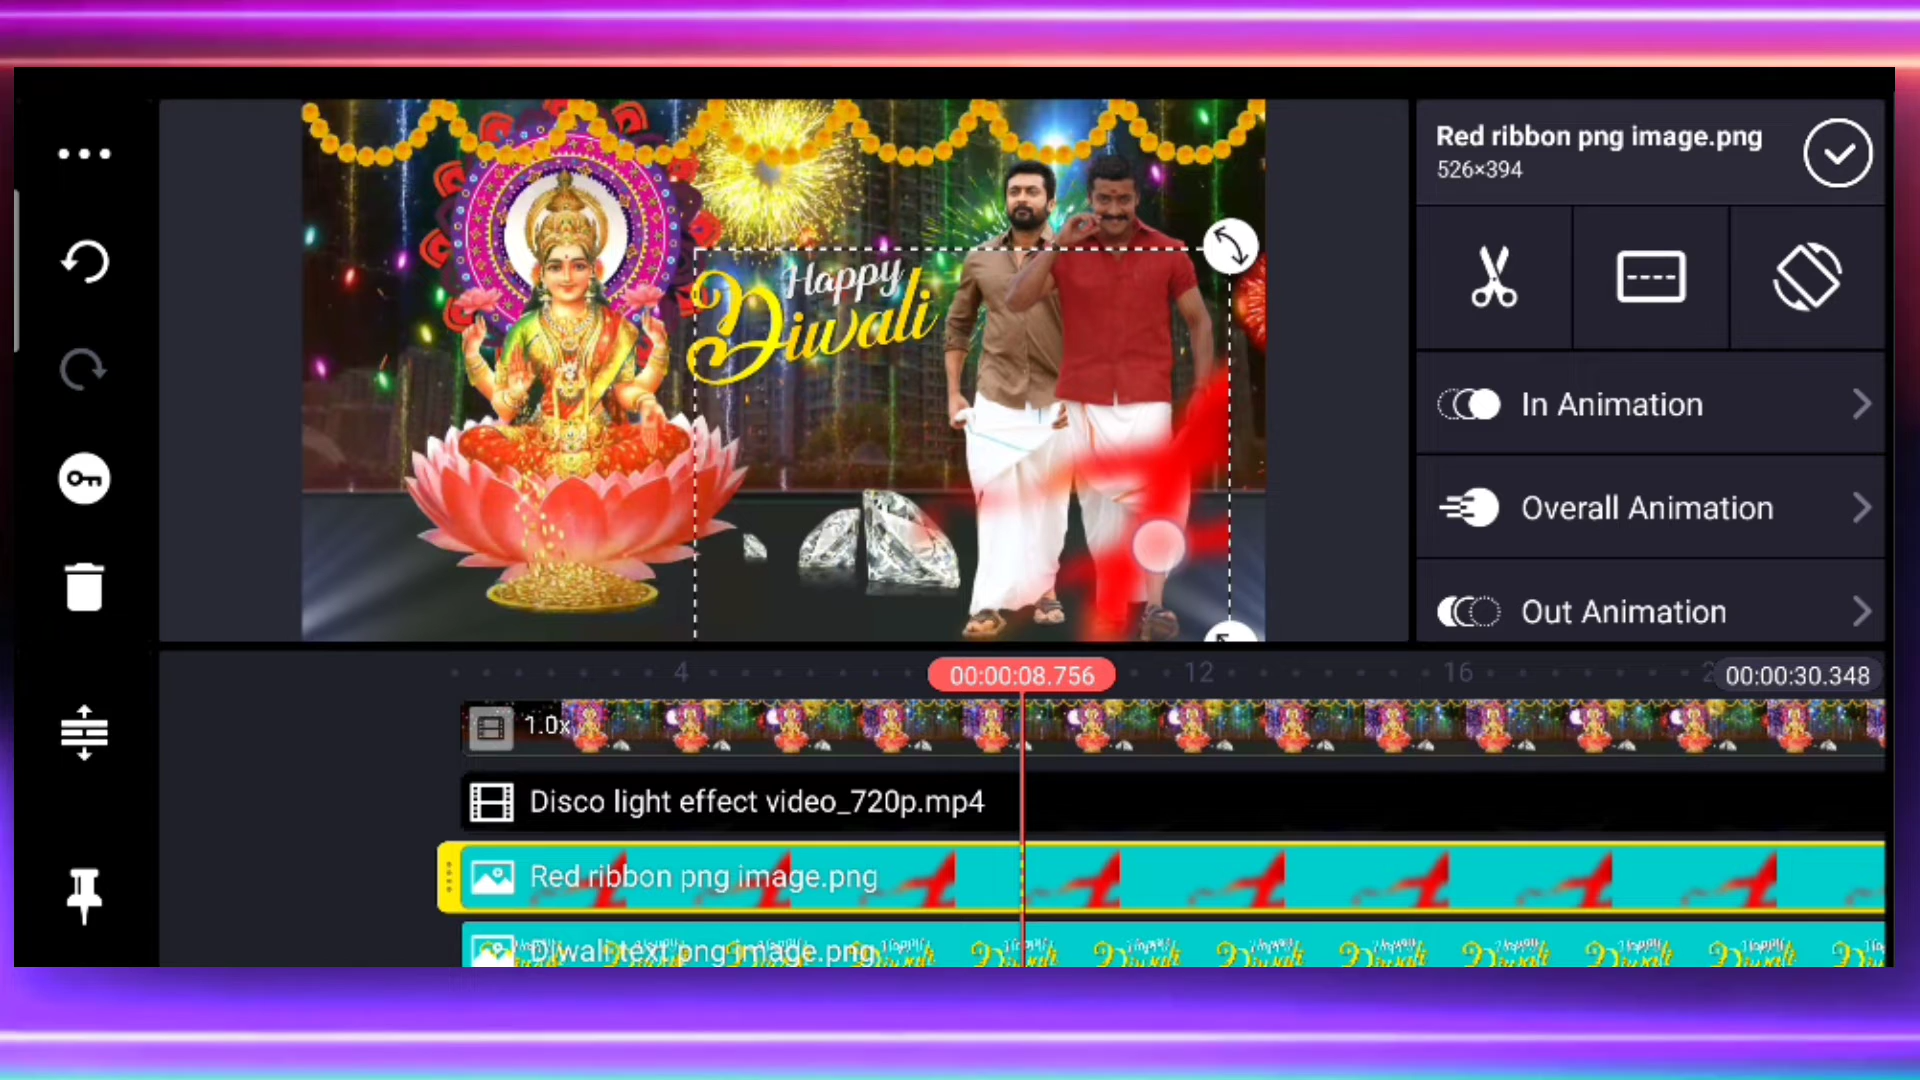 Red ribbon png image.png
526×394
Happy
Diwali
In Animation
Overall Animation
Out Animation
4
00:00:08.756
12
16
00:00:30.348
1.0x
Disco light effect video_720p.mp4
Red ribbon png image.png
Diwali text png image.png